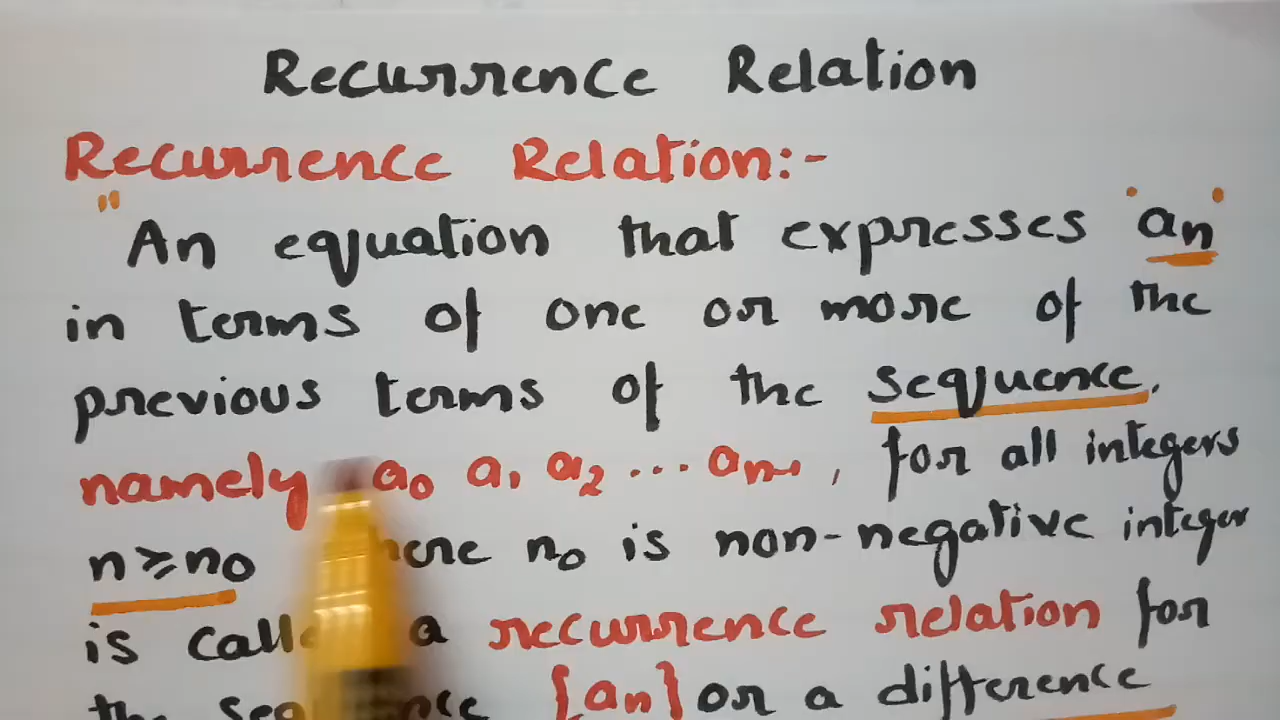 Recurrence Relation
Recurrence Relation:-
"An equation that expresses 'an'
in terms of one or more of the
previous terms of the sequence.
namely a₀ a₁ a₂ ... aₙ₋₁, for all integers
n ≥ n₀ n₀ is non-negative integer
is a recurrence relation for
{an} or a difference